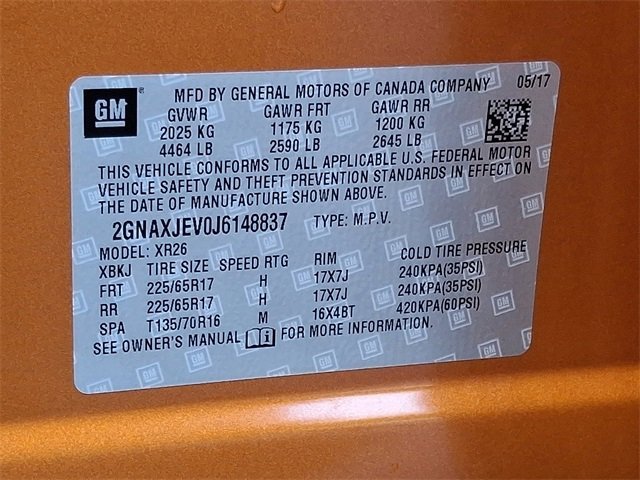 GM MFD BY GENERAL MOTORS OF CANADA COMPANY 05/17
GVWR GAWR FRT GAWR RR
2025 KG 1175 KG 1200 KG
4464 LB 2590 LB 2645 LB
THIS VEHICLE CONFORMS TO ALL APPLICABLE U.S. FEDERAL MOTOR
VEHICLE SAFETY AND THEFT PREVENTION STANDARDS IN EFFECT ON
THE DATE OF MANUFACTURE SHOWN ABOVE.
2GNAXJEV0J6148837 TYPE: M.P.V.
MODEL: XR26
XBKJ TIRE SIZE SPEED RTG RIM COLD TIRE PRESSURE
FRT 225/65R17 H 17X7J 240KPA(35PSI)
RR 225/65R17 H 17X7J 240KPA(35PSI)
SPA T135/70R16 M 16X4BT 420KPA(60PSI)
SEE OWNER'S MANUAL FOR MORE INFORMATION.